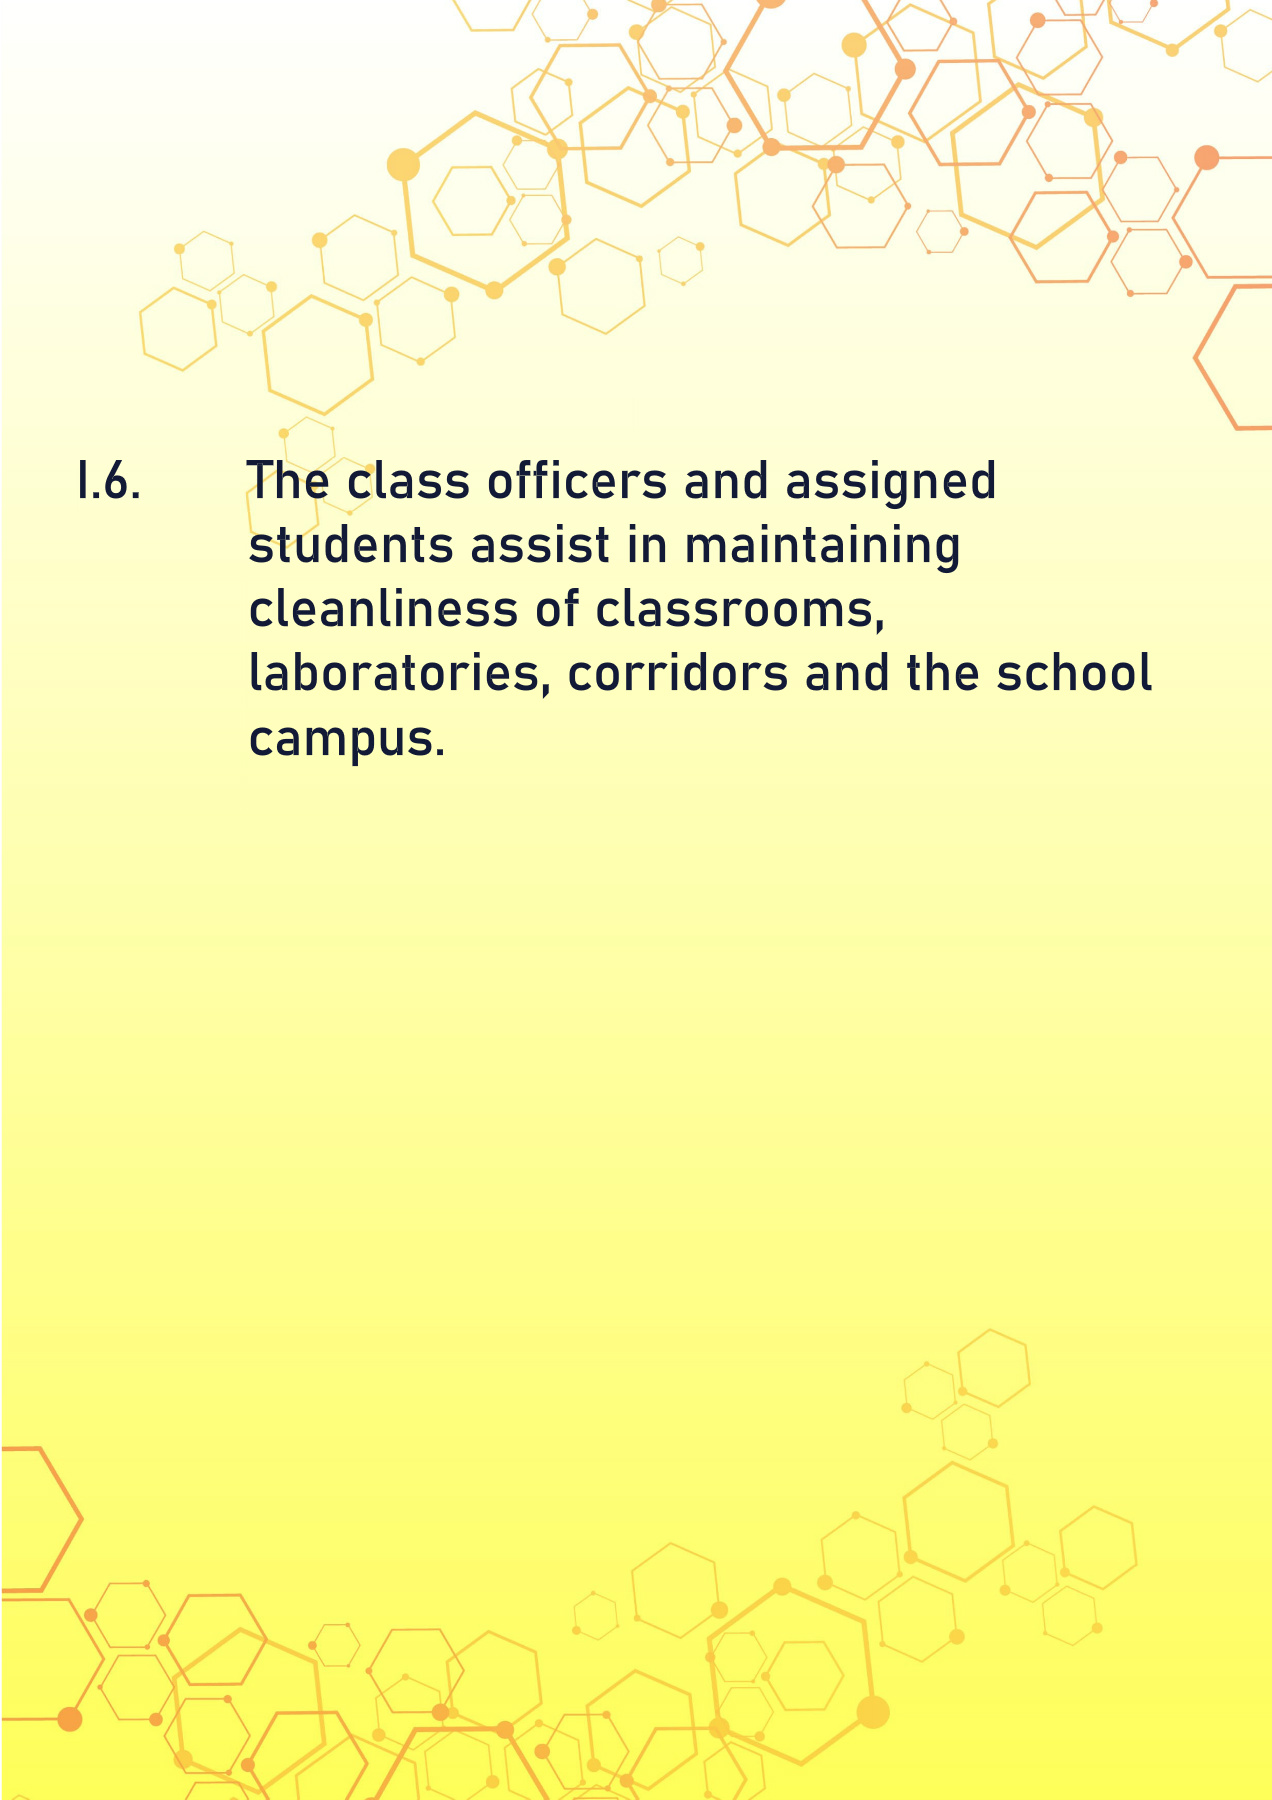 I.6. The class officers and assigned
students assist in maintaining
cleanliness of classrooms,
laboratories, corridors and the school
campus.